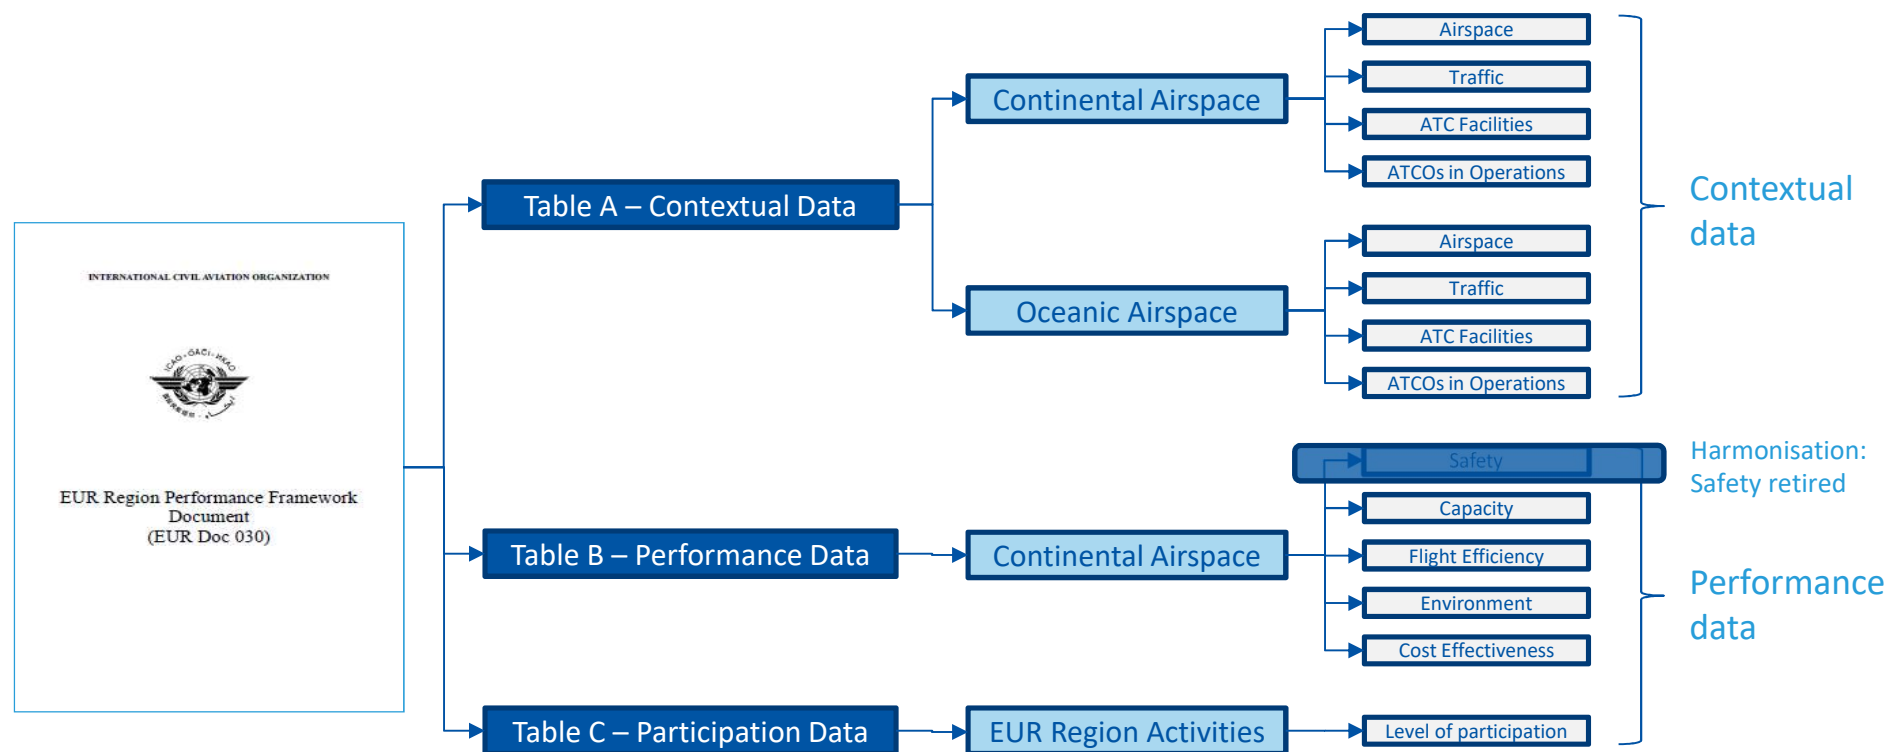 INTERNATIONAL CIVIL AVIATION ORGANIZATION
ICAO · OACI · ИКАО
EUR Region Performance Framework
Document
(EUR Doc 030)
Table A – Contextual Data
Continental Airspace
Airspace
Traffic
ATC Facilities
ATCOs in Operations
Oceanic Airspace
Airspace
Traffic
ATC Facilities
ATCOs in Operations
Contextual
data
Table B – Performance Data
Continental Airspace
Safety
Capacity
Flight Efficiency
Environment
Cost Effectiveness
Harmonisation:
Safety retired
Performance
data
Table C – Participation Data
EUR Region Activities
Level of participation